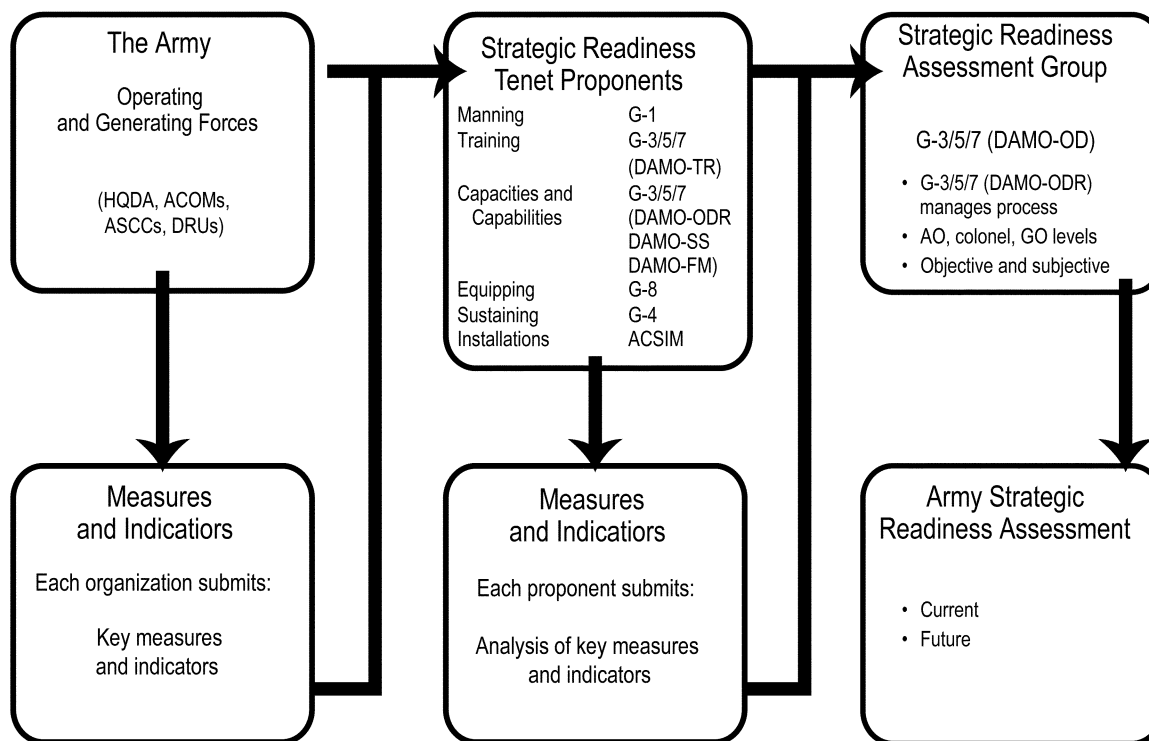 The Army
Operating
and Generating Forces
(HQDA, ACOMs,
ASCCs, DRUs)
Strategic Readiness
Tenet Proponents
Manning G-1
Training G-3/5/7
(DAMO-TR)
Capacities and G-3/5/7
Capabilities (DAMO-ODR
DAMO-SS
DAMO-FM)
Equipping G-8
Sustaining G-4
Installations ACSIM
Strategic Readiness
Assessment Group
G-3/5/7 (DAMO-OD)
• G-3/5/7 (DAMO-ODR)
manages process
• AO, colonel, GO levels
• Objective and subjective
Measures
and Indicatiors
Each organization submits:
Key measures
and indicators
Measures
and Indicatiors
Each proponent submits:
Analysis of key measures
and indicators
Army Strategic
Readiness Assessment
• Current
• Future